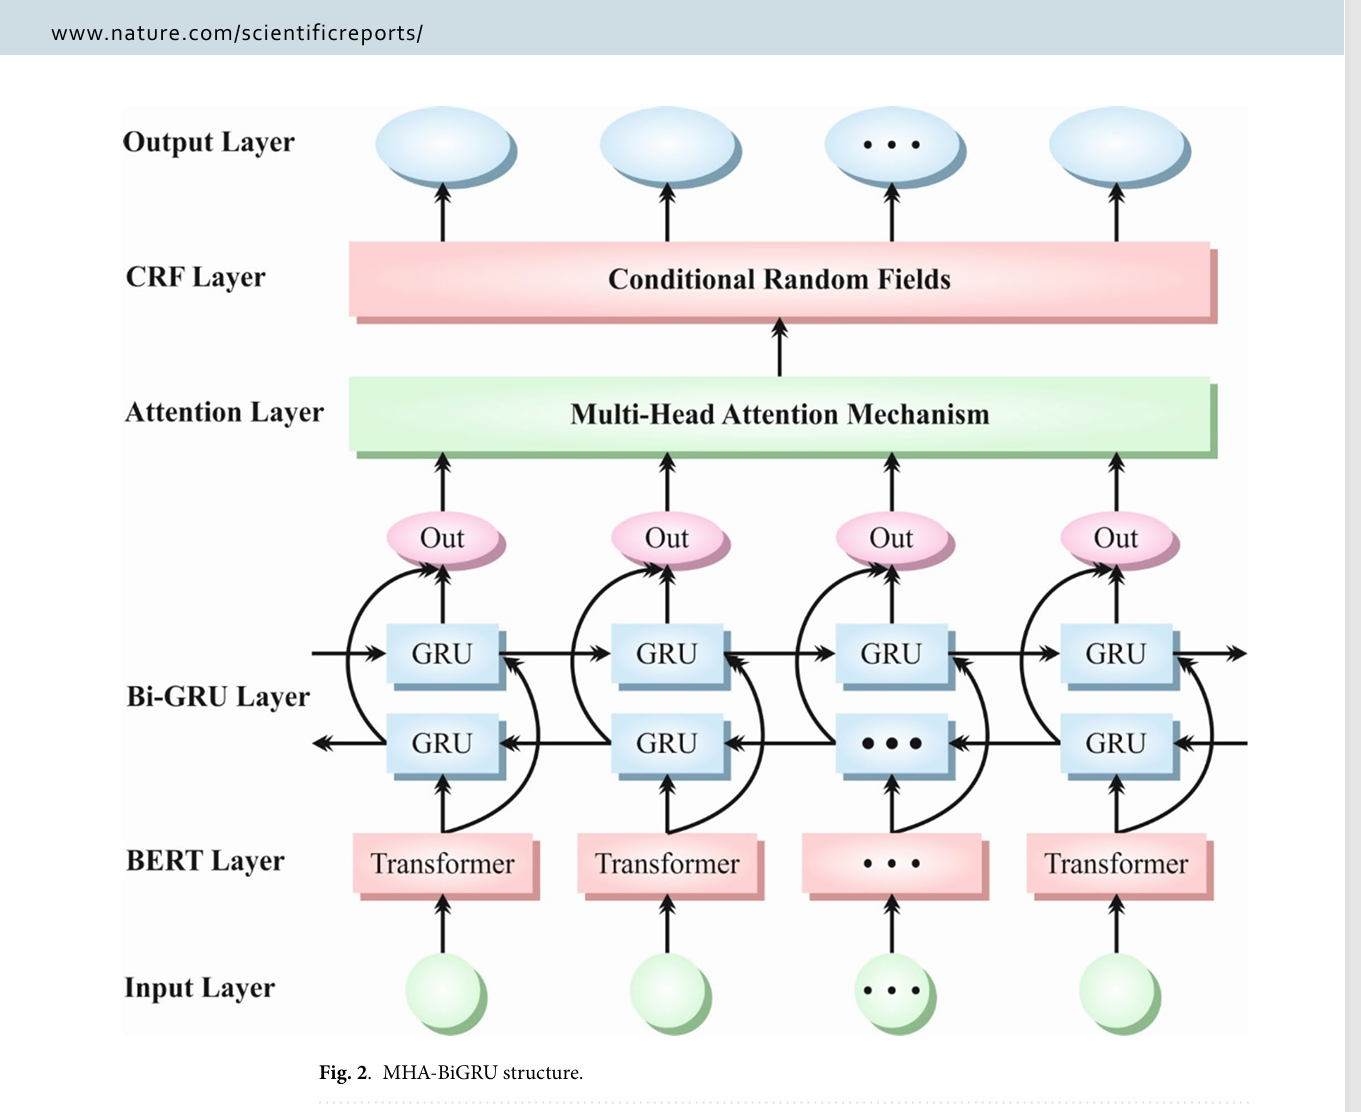 www.nature.com/scientificreports/
Output Layer
• • •
CRF Layer
Conditional Random Fields
Attention Layer
Multi-Head Attention Mechanism
Out Out Out Out
GRU GRU GRU GRU
Bi-GRU Layer
GRU GRU ••• GRU
BERT Layer
Transformer Transformer • • • Transformer
Input Layer
• • •
Fig. 2. MHA-BiGRU structure.